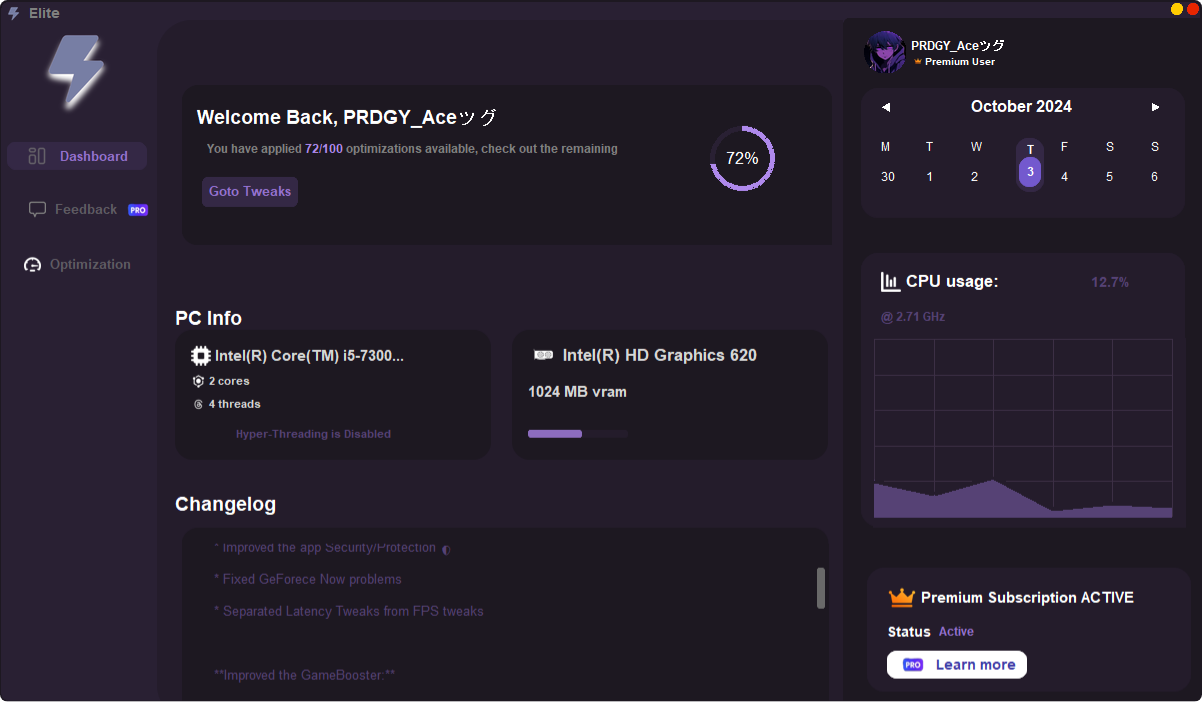 Elite
Dashboard
Feedback PRO
Optimization
Welcome Back, PRDGY_Aceツグ
You have applied 72/100 optimizations available, check out the remaining
Goto Tweaks
72%
PC Info
Intel(R) Core(TM) i5-7300...
2 cores
4 threads
Hyper-Threading is Disabled
Intel(R) HD Graphics 620
1024 MB vram
Changelog
* Improved the app Security/Protection
* Fixed GeForece Now problems
* Separated Latency Tweaks from FPS tweaks
**Improved the GameBooster:**
PRDGY_Aceツグ
Premium User
◀ October 2024 ▶
M T W T F S S
30 1 2 3 4 5 6
CPU usage: 12.7%
@ 2.71 GHz
Premium Subscription ACTIVE
Status Active
PRO Learn more